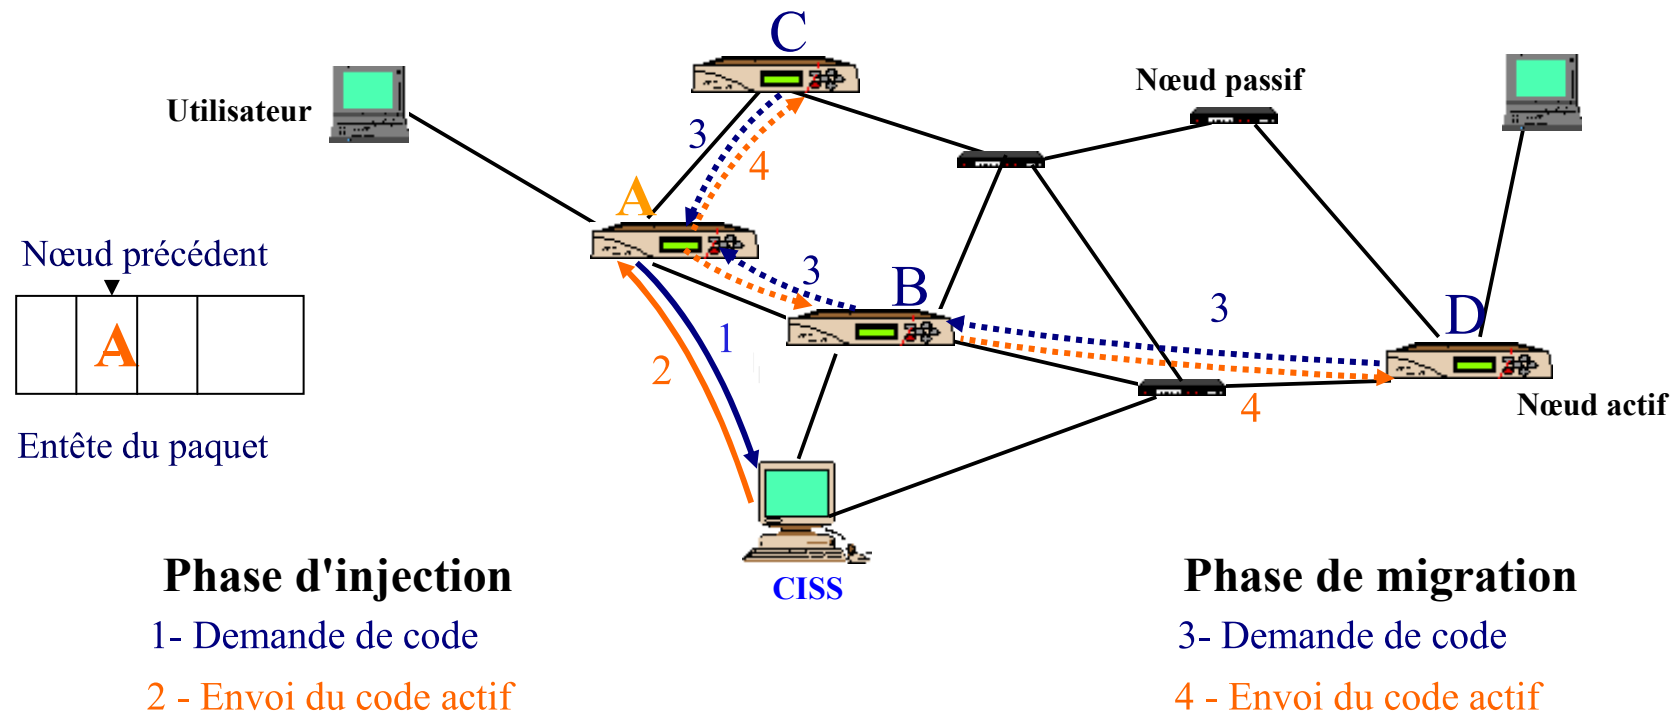 C
Utilisateur
Nœud passif
3
4
A
Nœud précédent
3
B
3
D
A
1
2
4
Nœud actif
Entête du paquet
CISS
Phase d'injection
1- Demande de code
2 - Envoi du code actif
Phase de migration
3- Demande de code
4 - Envoi du code actif